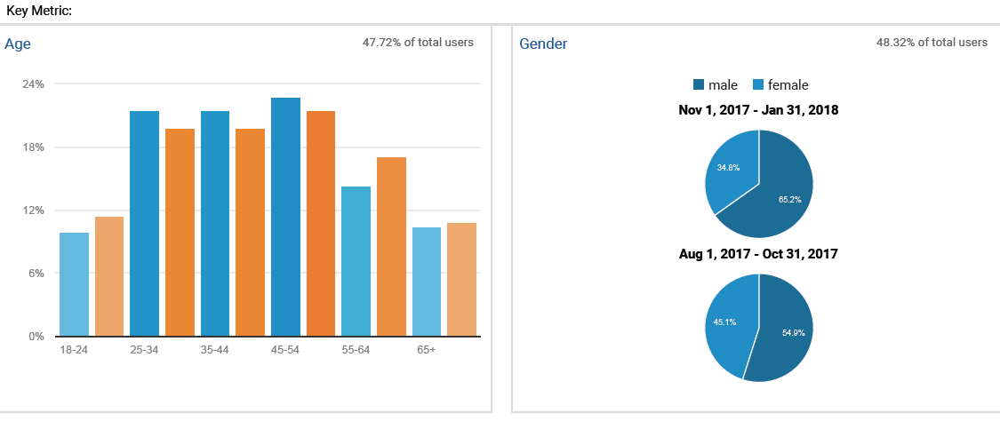 Key Metric:
Age
47.72% of total users
24%
18%
12%
6%
0%
18-24
25-34
35-44
45-54
55-64
65+
Gender
48.32% of total users
male
female
Nov 1, 2017 - Jan 31, 2018
34.8%
65.2%
Aug 1, 2017 - Oct 31, 2017
45.1%
54.9%